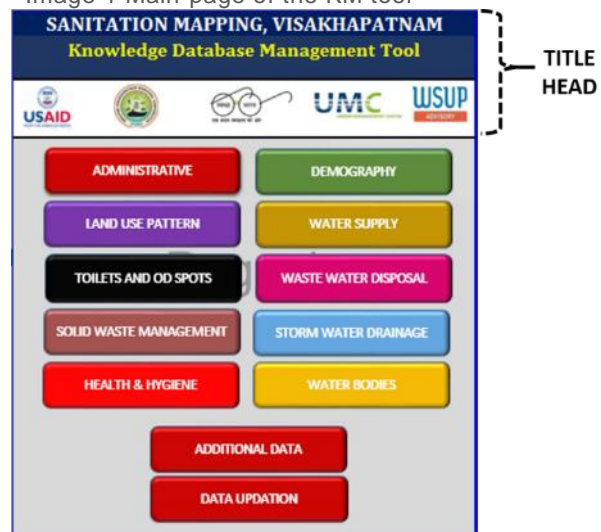 Image 1 Main page of the KM tool
SANITATION MAPPING, VISAKHAPATNAM
Knowledge Database Management Tool
TITLE
HEAD
USAID
UMC
WSUP
ADVISORY
ADMINISTRATIVE
DEMOGRAPHY
LAND USE PATTERN
WATER SUPPLY
TOILETS AND OD SPOTS
WASTE WATER DISPOSAL
SOLID WASTE MANAGEMENT
STORM WATER DRAINAGE
HEALTH & HYGIENE
WATER BODIES
ADDITIONAL DATA
DATA UPDATION